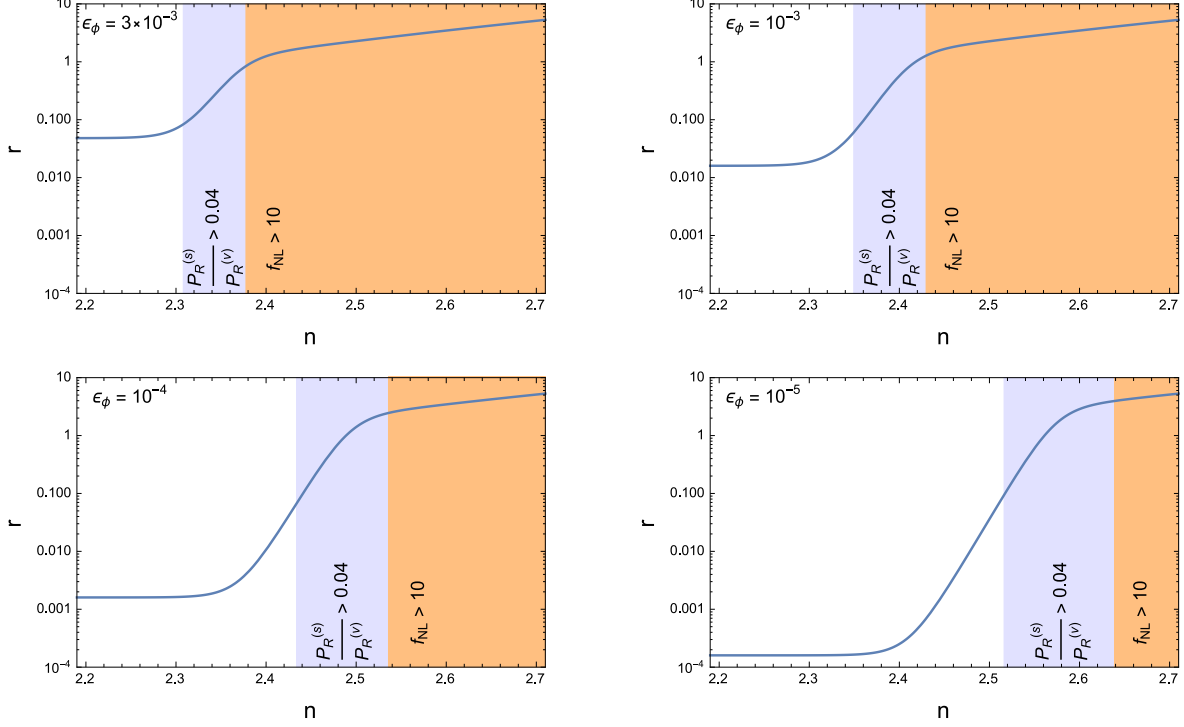 ϵϕ = 3×10⁻³
10
1
0.100
0.010
0.001
10⁻⁴
r
P_R^(s) / P_R^(v) > 0.04
f_NL > 10
2.2 2.3 2.4 2.5 2.6 2.7
n
ϵϕ = 10⁻³
10
1
0.100
0.010
0.001
10⁻⁴
r
P_R^(s) / P_R^(v) > 0.04
f_NL > 10
2.2 2.3 2.4 2.5 2.6 2.7
n
ϵϕ = 10⁻⁴
10
1
0.100
0.010
0.001
10⁻⁴
r
P_R^(s) / P_R^(v) > 0.04
f_NL > 10
2.2 2.3 2.4 2.5 2.6 2.7
n
ϵϕ = 10⁻⁵
10
1
0.100
0.010
0.001
10⁻⁴
r
P_R^(s) / P_R^(v) > 0.04
f_NL > 10
2.2 2.3 2.4 2.5 2.6 2.7
n